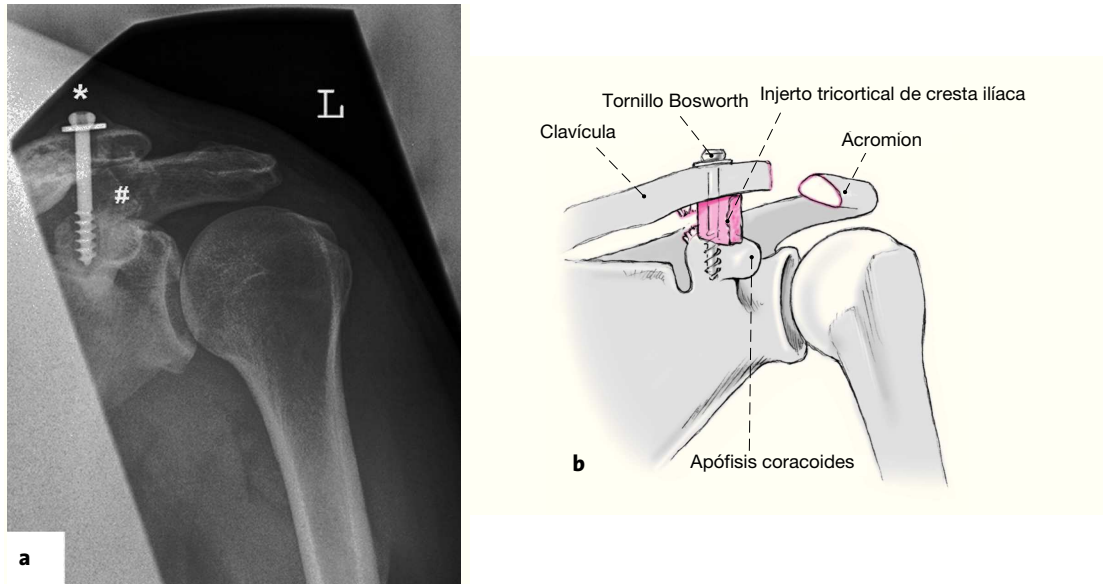 *
L
#
a
Tornillo Bosworth
Injerto tricortical de cresta ilíaca
Clavícula
Acromion
b
Apófisis coracoides